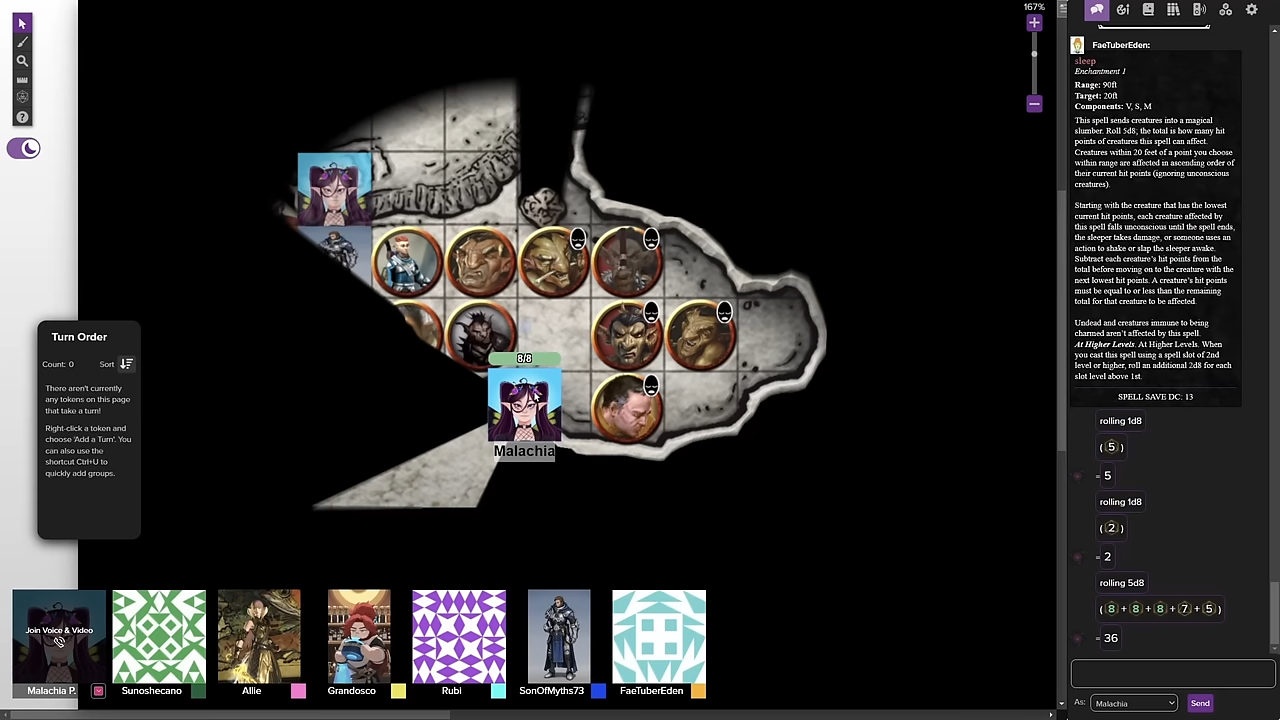 167%
FaeTuberEden:
sleep
Enchantment 1
Range: 90ft
Target: 20ft
Components: V, S, M
This spell sends creatures into a magical
slumber. Roll 5d8; the total is how many hit
points of creatures this spell can affect.
Creatures within 20 feet of a point you choose
within range are affected in ascending order of
their current hit points (ignoring unconscious
creatures).
Starting with the creature that has the lowest
current hit points, each creature affected by
this spell falls unconscious until the spell ends,
the sleeper takes damage, or someone uses an
action to shake or slap the sleeper awake.
Subtract each creature's hit points from the
total before moving on to the creature with the
next lowest hit points. A creature's hit points
must be equal to or less than the remaining
total for that creature to be affected.
Undead and creatures immune to being
charmed aren't affected by this spell.
At Higher Levels. At Higher Levels. When
you cast this spell using a spell slot of 2nd
level or higher, roll an additional 2d8 for each
slot level above 1st.
SPELL SAVE DC: 13
rolling 1d8
(5)
=5
rolling 1d8
(2)
=2
rolling 5d8
(8+8+8+7+5)
=36
As: Malachia
Send
Turn Order
Count: 0 Sort
There aren't currently
any tokens on this page
that take a turn!
Right-click a token and
choose 'Add a Turn'. You
can also use the
shortcut Ctrl+U to
quickly add groups.
8/8
Malachia
Join Voice & Video
Malachia P.
Sunoshecano
Allie
Grandosco
Rubi
SonOfMyths73
FaeTuberEden